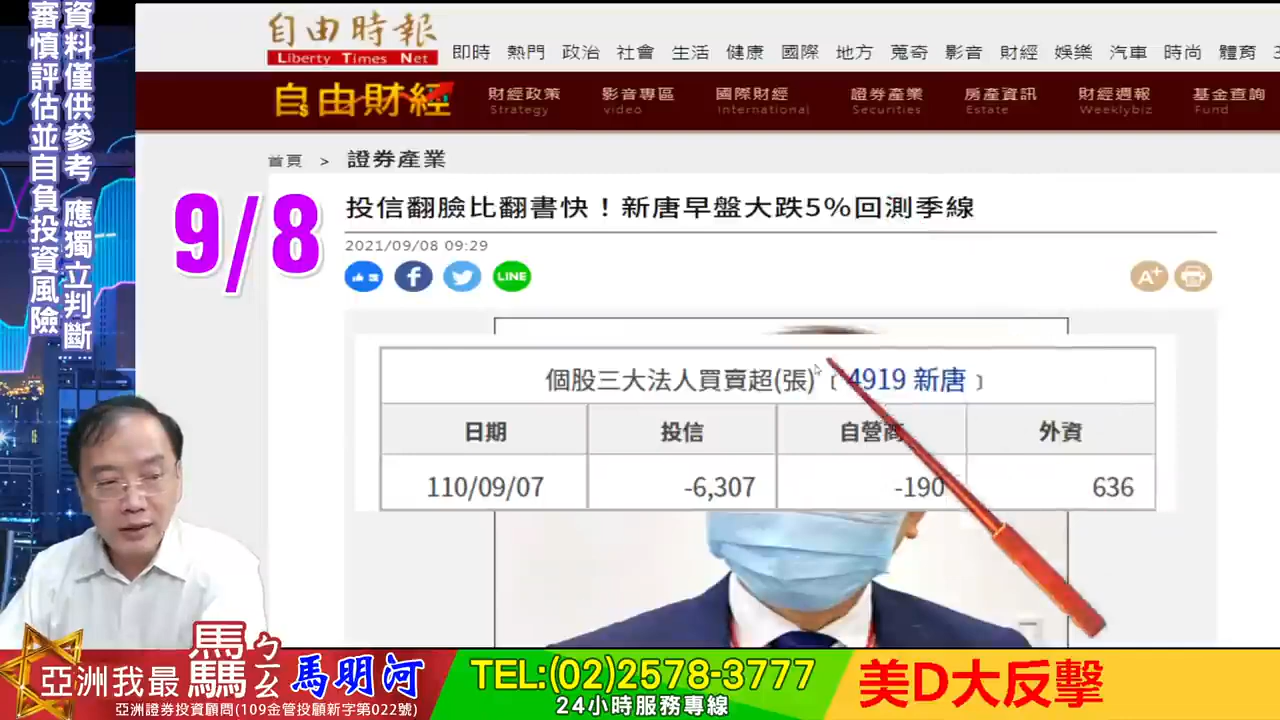 資料僅供參考 應獨立判斷
審慎評估並自負投資風險
自由時報
Liberty Times Net
即時 熱門 政治 社會 生活 健康 國際 地方 蒐奇 影音 財經 娛樂 汽車 時尚 體育
自由財經
財經政策 影音專區 國際財經 證券產業 房產資訊 財經週報 基金查詢
Strategy video International Securities Estate Weeklybiz Fund
首頁 > 證券產業
9/8
投信翻臉比翻書快！新唐早盤大跌5%回測季線
2021/09/08 09:29
LINE
A+
個股三大法人買賣超(張)﹝4919 新唐﹞
日期 投信 自營商 外資
110/09/07 -6,307 -190 636
亞洲我最驫ㄅㄧㄠ馬明河
亞洲證券投資顧問(109金管投顧新字第022號)
TEL:(02)2578-3777
24小時服務專線
美D大反擊